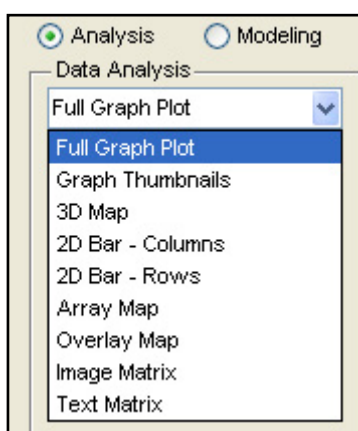 Analysis Modeling
Data Analysis
Full Graph Plot
Full Graph Plot
Graph Thumbnails
3D Map
2D Bar - Columns
2D Bar - Rows
Array Map
Overlay Map
Image Matrix
Text Matrix